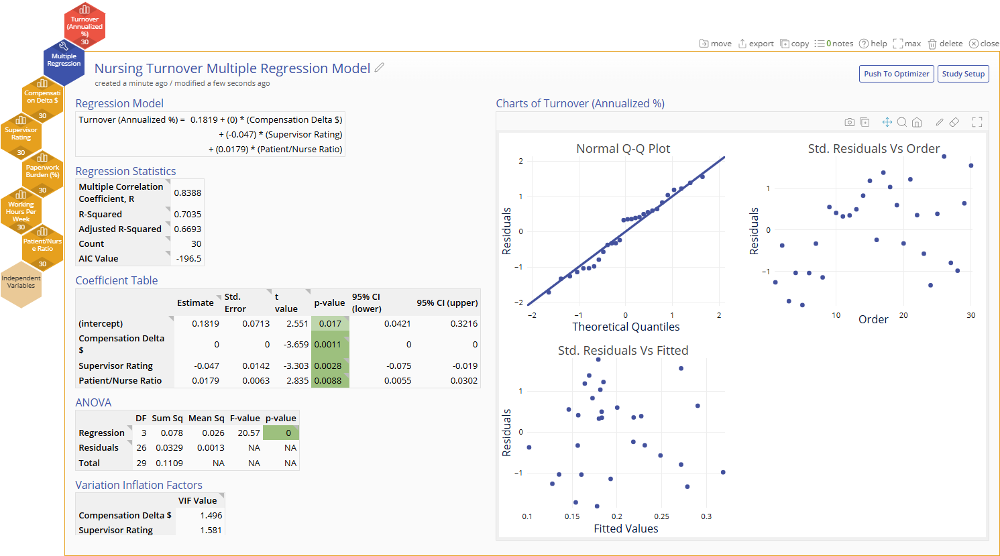 Turnover
(Annualized
%)
30
Multiple
Regression
Compensati
on Delta $
30
Supervisor
Rating
30
Paperwork
Burden (%)
30
Working
Hours Per
Week
30
Patient/Nurs
e Ratio
30
Independent
Variables
move export copy 0 notes help max delete close
Nursing Turnover Multiple Regression Model
created a minute ago / modified a few seconds ago
Push To Optimizer Study Setup
Regression Model
Turnover (Annualized %) = 0.1819 + (0) * (Compensation Delta $)
+ (-0.047) * (Supervisor Rating)
+ (0.0179) * (Patient/Nurse Ratio)
Regression Statistics
Multiple Correlation
Coefficient, R 0.8388
R-Squared 0.7035
Adjusted R-Squared 0.6693
Count 30
AIC Value -196.5
Coefficient Table
Estimate Std. Error t value p-value 95% CI (lower) 95% CI (upper)
(intercept) 0.1819 0.0713 2.551 0.017 0.0421 0.3216
Compensation Delta
$ 0 0 -3.659 0.0011 0 0
Supervisor Rating -0.047 0.0142 -3.303 0.0028 -0.075 -0.019
Patient/Nurse Ratio 0.0179 0.0063 2.835 0.0088 0.0055 0.0302
ANOVA
DF Sum Sq Mean Sq F-value p-value
Regression 3 0.078 0.026 20.57 0
Residuals 26 0.0329 0.0013 NA NA
Total 29 0.1109 NA NA NA
Variation Inflation Factors
VIF Value
Compensation Delta $ 1.496
Supervisor Rating 1.581
Charts of Turnover (Annualized %)
Normal Q-Q Plot
2
1
0
−1
−2
Residuals
−2 −1 0 1 2
Theoretical Quantiles
Std. Residuals Vs Order
1
0
−1
Residuals
10 20 30
Order
Std. Residuals Vs Fitted
1
0
−1
Residuals
0.1 0.15 0.2 0.25 0.3
Fitted Values